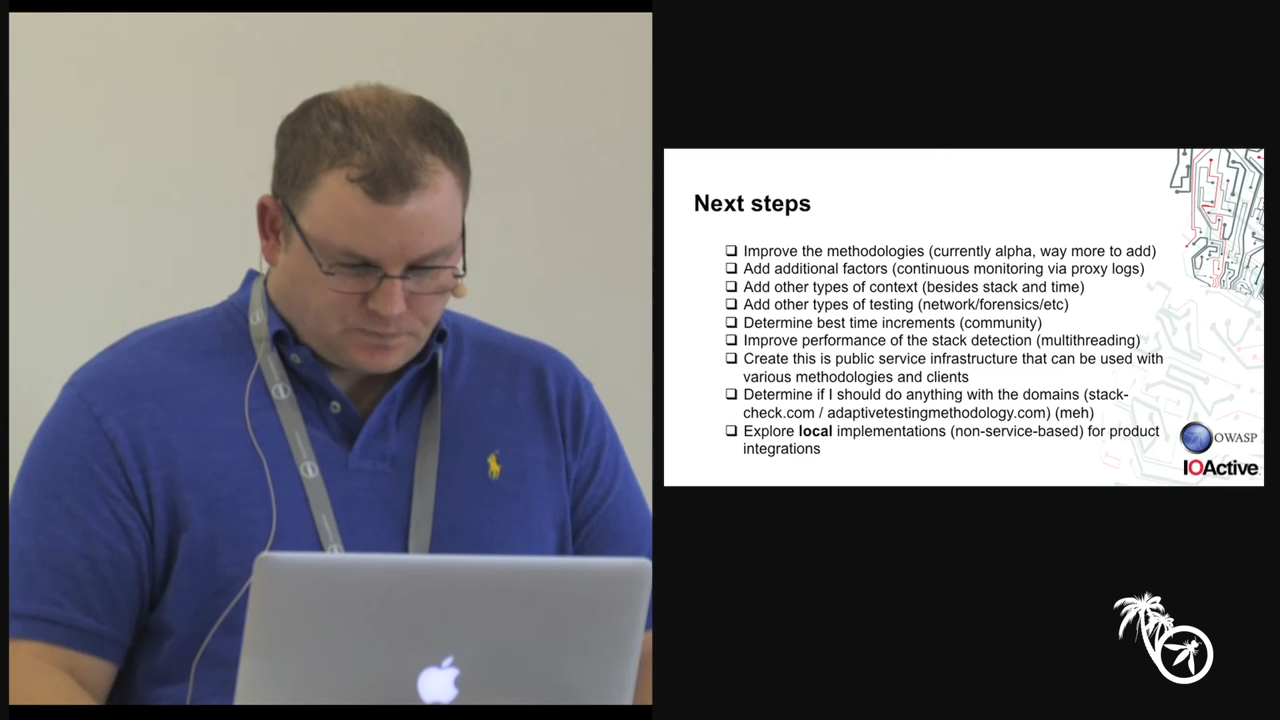 Next steps
❑ Improve the methodologies (currently alpha, way more to add)
❑ Add additional factors (continuous monitoring via proxy logs)
❑ Add other types of context (besides stack and time)
❑ Add other types of testing (network/forensics/etc)
❑ Determine best time increments (community)
❑ Improve performance of the stack detection (multithreading)
❑ Create this is public service infrastructure that can be used with
various methodologies and clients
❑ Determine if I should do anything with the domains (stack-
check.com / adaptivetestingmethodology.com) (meh)
❑ Explore local implementations (non-service-based) for product
integrations
OWASP
IOActive